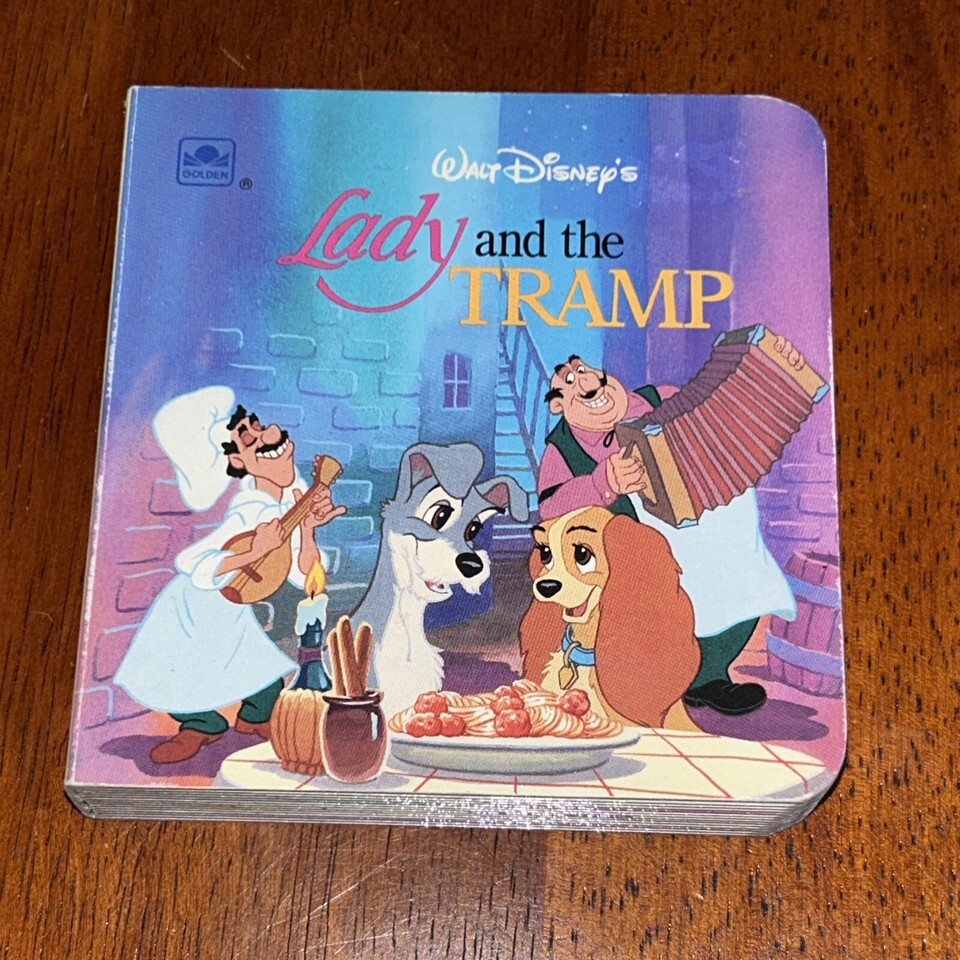 GOLDEN
®
WALT DISNEY'S
Lady and the
TRAMP